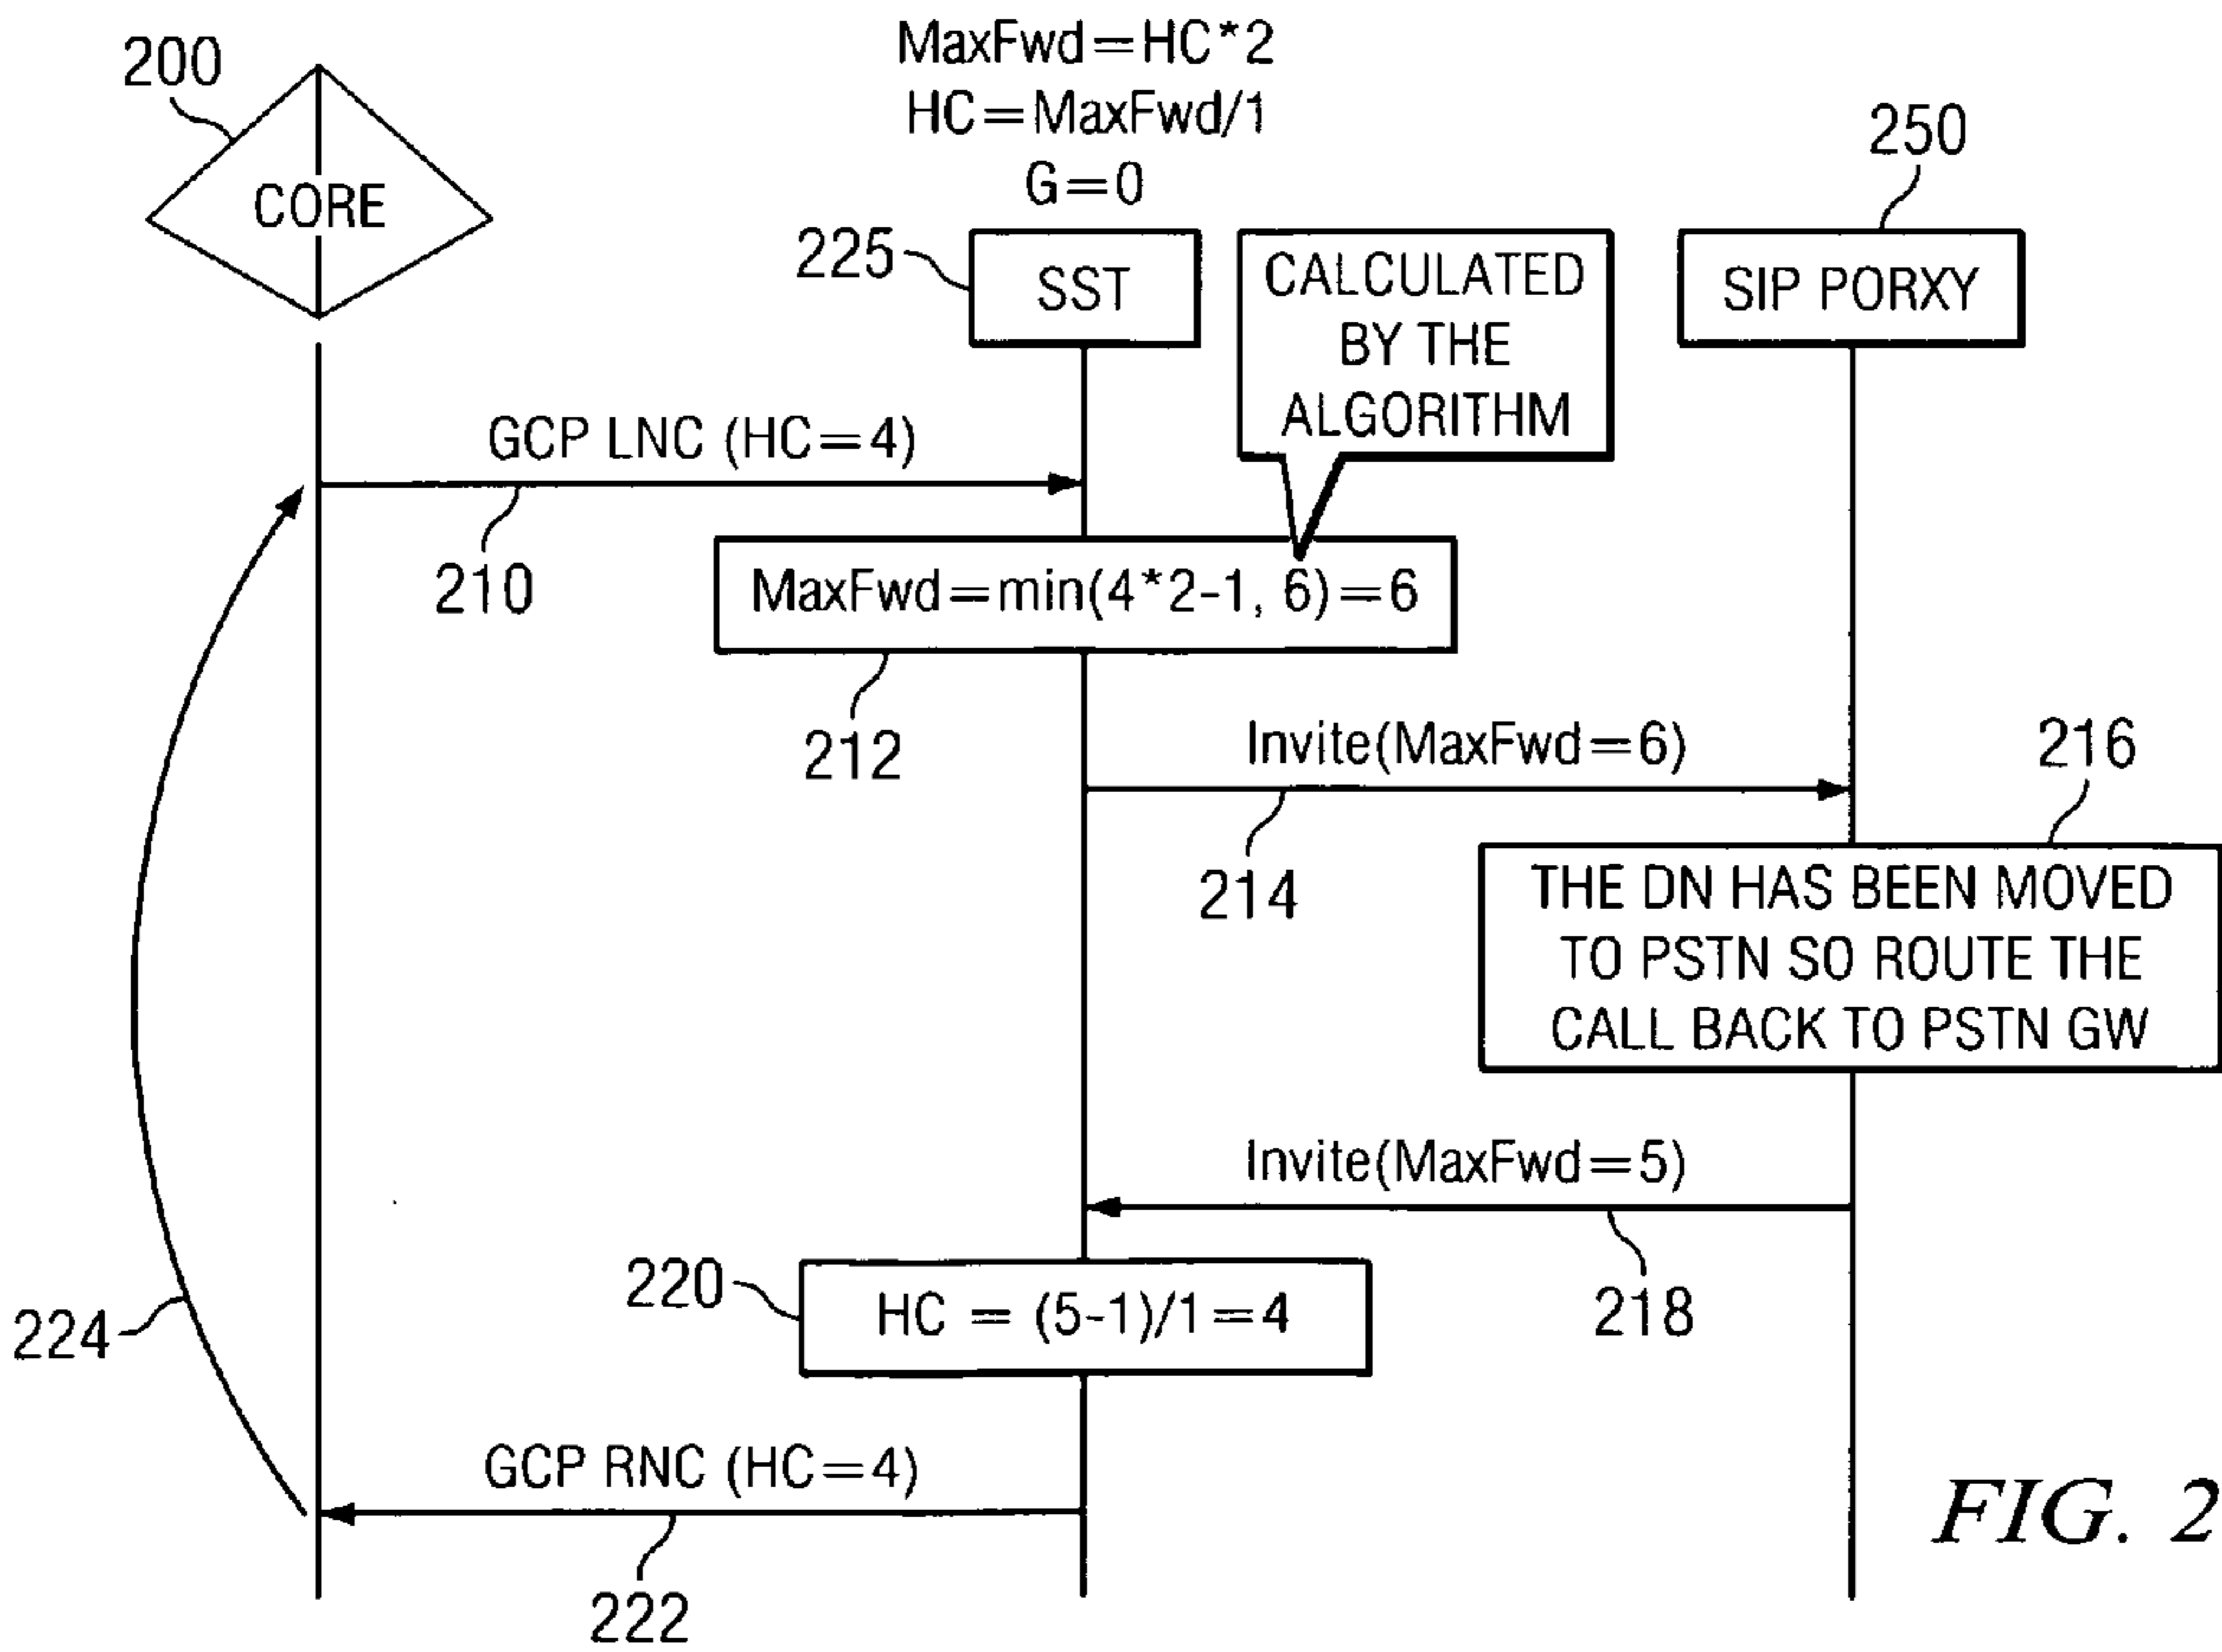 MaxFwd=HC*2
HC=MaxFwd/1
G=0
200
CORE
225
SST
CALCULATED
BY THE
ALGORITHM
250
SIP PORXY
GCP LNC (HC=4)
210
MaxFwd=min(4*2-1, 6)=6
212
Invite(MaxFwd=6)
214
216
THE DN HAS BEEN MOVED
TO PSTN SO ROUTE THE
CALL BACK TO PSTN GW
Invite(MaxFwd=5)
218
220
HC = (5-1)/1=4
224
GCP RNC (HC=4)
222
FIG. 2